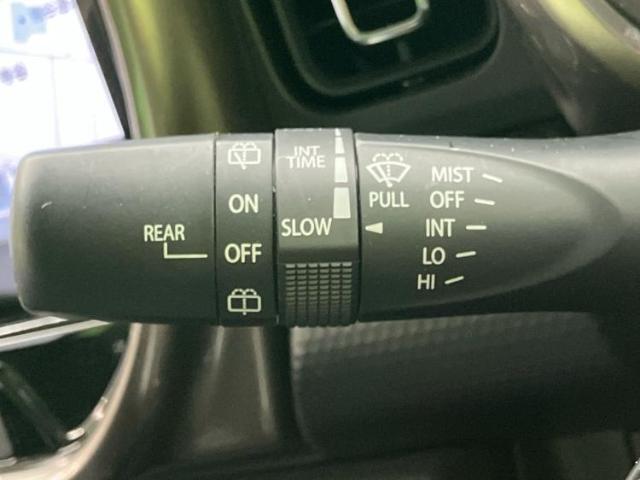 REAR
ON
OFF
INT
TIME
SLOW
PULL
MIST
OFF
INT
LO
HI